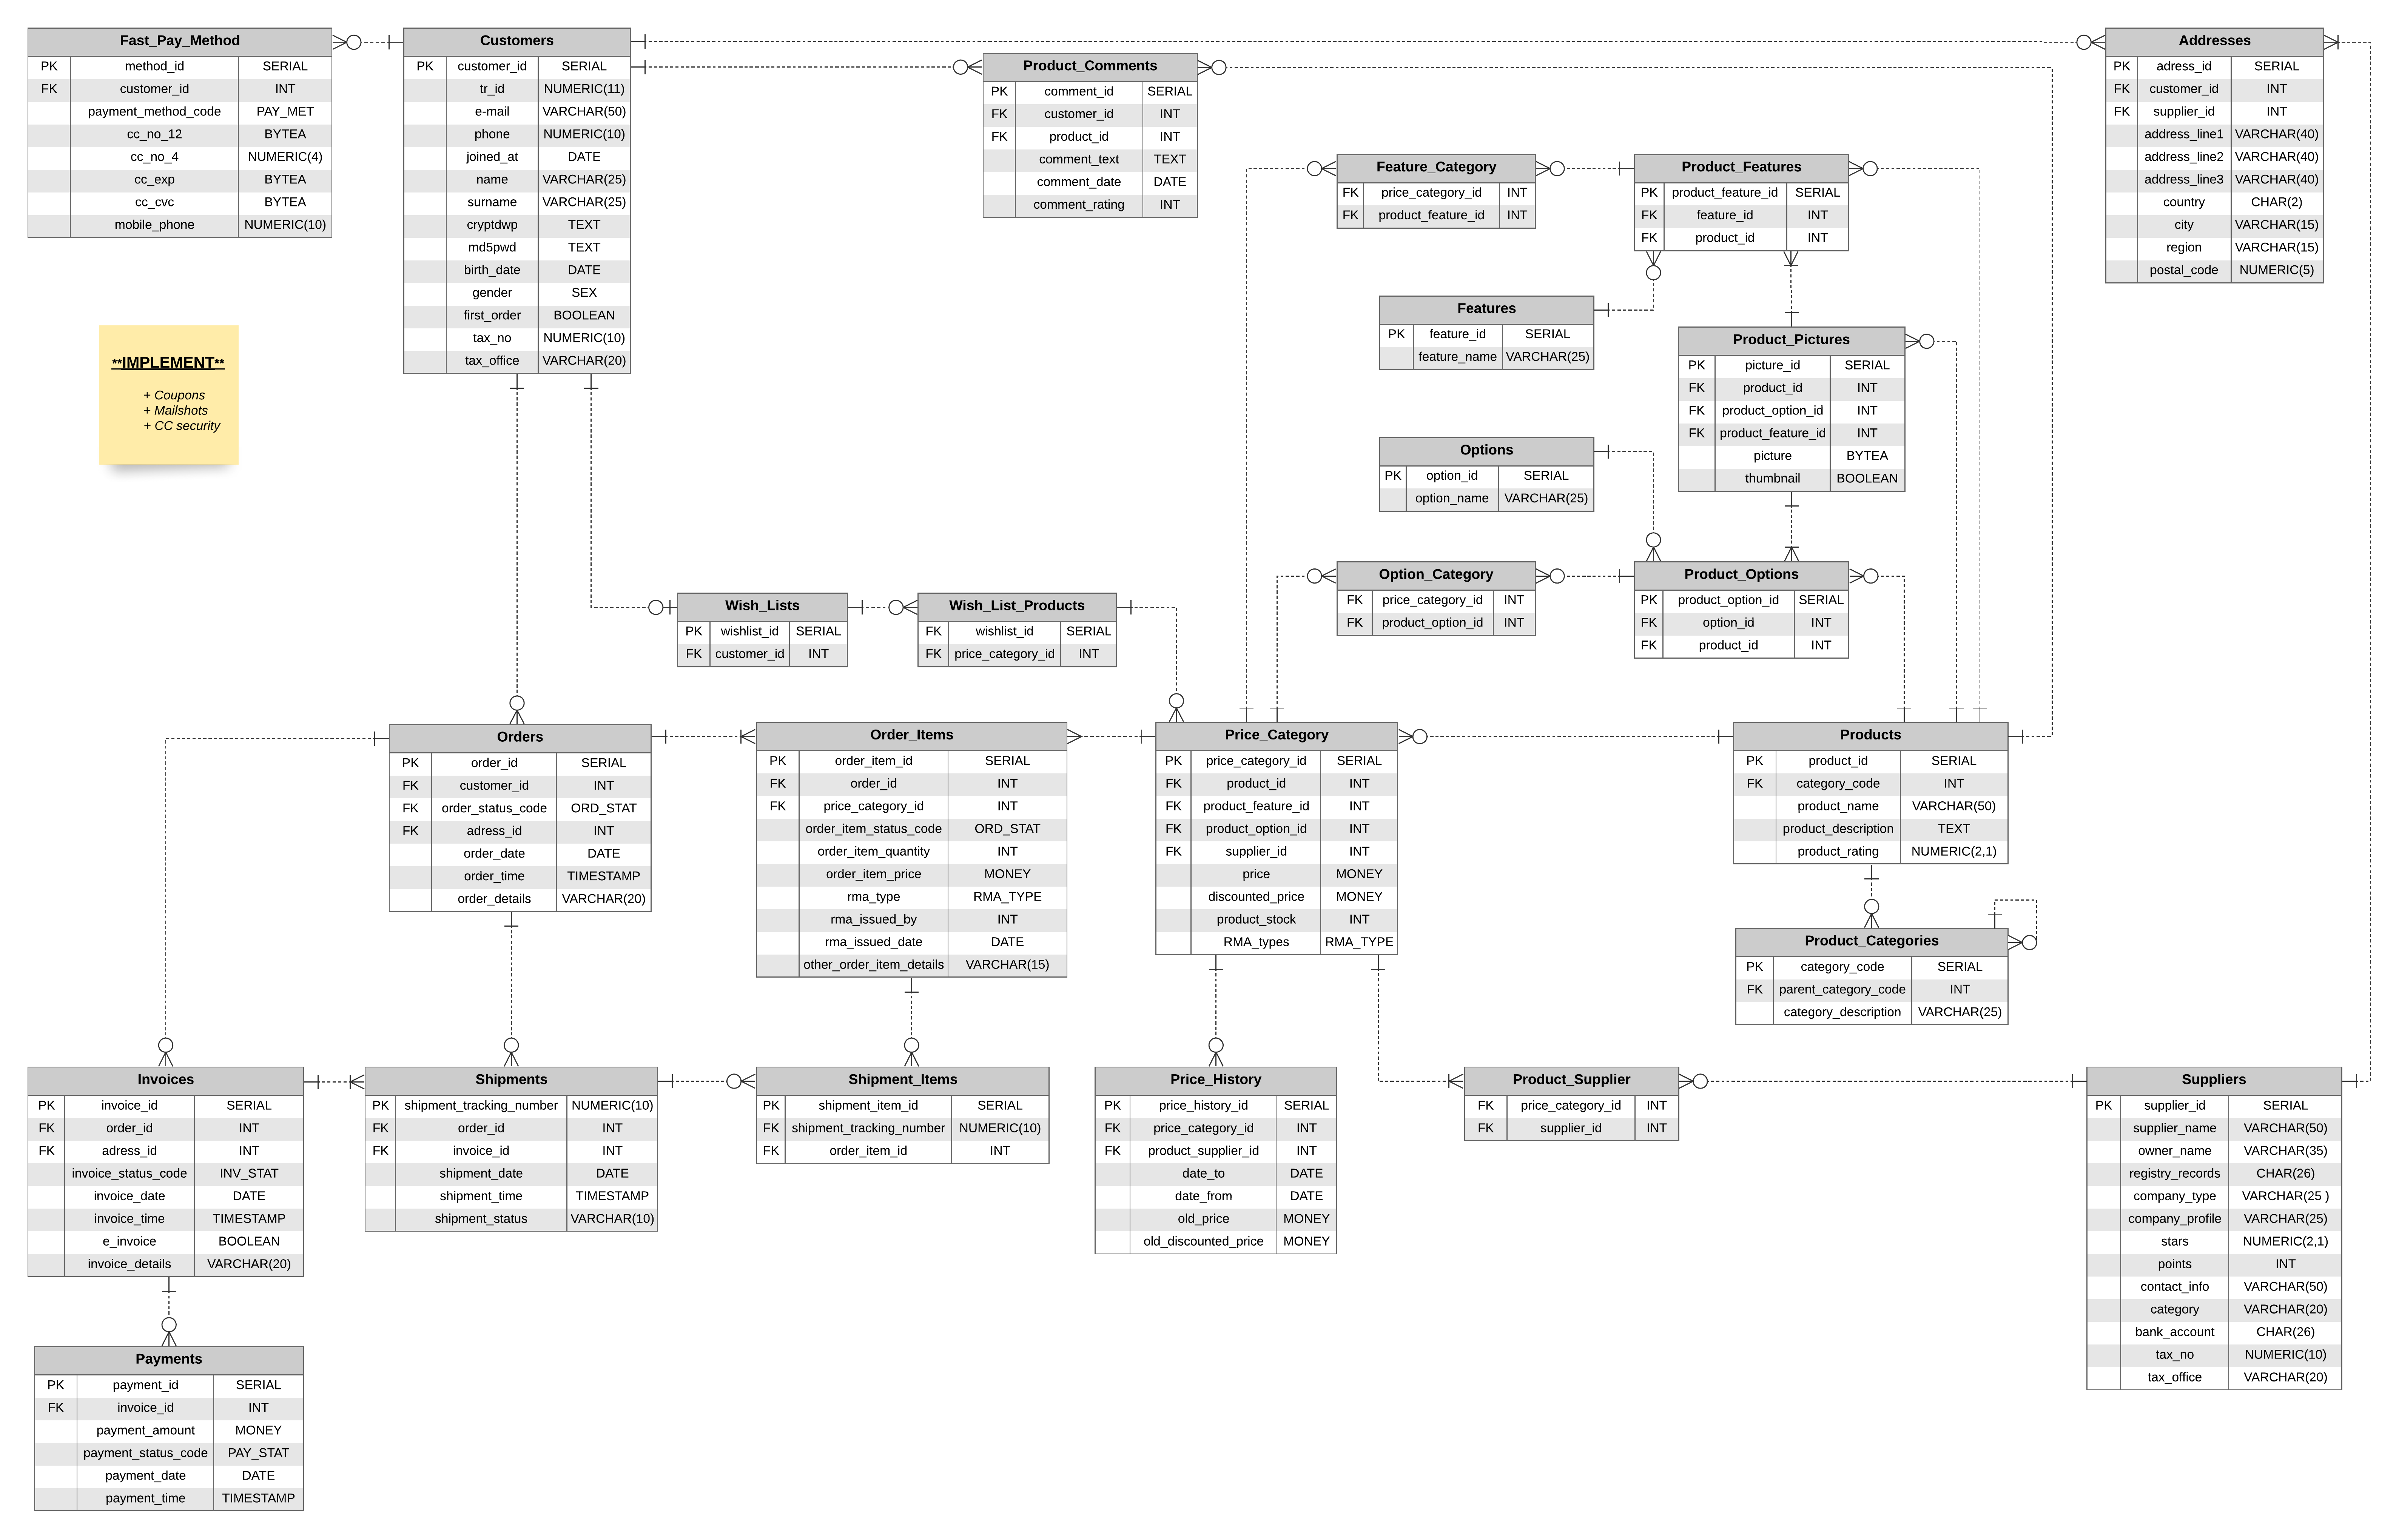 Fast_Pay_Method
PK method_id SERIAL
FK customer_id INT
payment_method_code PAY_MET
cc_no_12 BYTEA
cc_no_4 NUMERIC(4)
cc_exp BYTEA
cc_cvc BYTEA
mobile_phone NUMERIC(10)
Customers
PK customer_id SERIAL
tr_id NUMERIC(11)
e-mail VARCHAR(50)
phone NUMERIC(10)
joined_at DATE
name VARCHAR(25)
surname VARCHAR(25)
cryptdwp TEXT
md5pwd TEXT
birth_date DATE
gender SEX
first_order BOOLEAN
tax_no NUMERIC(10)
tax_office VARCHAR(20)
Product_Comments
PK comment_id SERIAL
FK customer_id INT
FK product_id INT
comment_text TEXT
comment_date DATE
comment_rating INT
Feature_Category
FK price_category_id INT
FK product_feature_id INT
Product_Features
PK product_feature_id SERIAL
FK feature_id INT
FK product_id INT
Addresses
PK adress_id SERIAL
FK customer_id INT
FK supplier_id INT
address_line1 VARCHAR(40)
address_line2 VARCHAR(40)
address_line3 VARCHAR(40)
country CHAR(2)
city VARCHAR(15)
region VARCHAR(15)
postal_code NUMERIC(5)
**IMPLEMENT**
+ Coupons
+ Mailshots
+ CC security
Features
PK feature_id SERIAL
feature_name VARCHAR(25)
Product_Pictures
PK picture_id SERIAL
FK product_id INT
FK product_option_id INT
FK product_feature_id INT
picture BYTEA
thumbnail BOOLEAN
Options
PK option_id SERIAL
option_name VARCHAR(25)
Option_Category
FK price_category_id INT
FK product_option_id INT
Product_Options
PK product_option_id SERIAL
FK option_id INT
FK product_id INT
Wish_Lists
PK wishlist_id SERIAL
FK customer_id INT
Wish_List_Products
FK wishlist_id SERIAL
FK price_category_id INT
Orders
PK order_id SERIAL
FK customer_id INT
FK order_status_code ORD_STAT
FK adress_id INT
order_date DATE
order_time TIMESTAMP
order_details VARCHAR(20)
Order_Items
PK order_item_id SERIAL
FK order_id INT
FK price_category_id INT
order_item_status_code ORD_STAT
order_item_quantity INT
order_item_price MONEY
rma_type RMA_TYPE
rma_issued_by INT
rma_issued_date DATE
other_order_item_details VARCHAR(15)
Price_Category
PK price_category_id SERIAL
FK product_id INT
FK product_feature_id INT
FK product_option_id INT
FK supplier_id INT
price MONEY
discounted_price MONEY
product_stock INT
RMA_types RMA_TYPE
Products
PK product_id SERIAL
FK category_code INT
product_name VARCHAR(50)
product_description TEXT
product_rating NUMERIC(2,1)
Product_Categories
PK category_code SERIAL
FK parent_category_code INT
category_description VARCHAR(25)
Invoices
PK invoice_id SERIAL
FK order_id INT
FK adress_id INT
invoice_status_code INV_STAT
invoice_date DATE
invoice_time TIMESTAMP
e_invoice BOOLEAN
invoice_details VARCHAR(20)
Shipments
PK shipment_tracking_number NUMERIC(10)
FK order_id INT
FK invoice_id INT
shipment_date DATE
shipment_time TIMESTAMP
shipment_status VARCHAR(10)
Shipment_Items
PK shipment_item_id SERIAL
FK shipment_tracking_number NUMERIC(10)
FK order_item_id INT
Price_History
PK price_history_id SERIAL
FK price_category_id INT
FK product_supplier_id INT
date_to DATE
date_from DATE
old_price MONEY
old_discounted_price MONEY
Product_Supplier
FK price_category_id INT
FK supplier_id INT
Suppliers
PK supplier_id SERIAL
supplier_name VARCHAR(50)
owner_name VARCHAR(35)
registry_records CHAR(26)
company_type VARCHAR(25 )
company_profile VARCHAR(25)
stars NUMERIC(2,1)
points INT
contact_info VARCHAR(50)
category VARCHAR(20)
bank_account CHAR(26)
tax_no NUMERIC(10)
tax_office VARCHAR(20)
Payments
PK payment_id SERIAL
FK invoice_id INT
payment_amount MONEY
payment_status_code PAY_STAT
payment_date DATE
payment_time TIMESTAMP